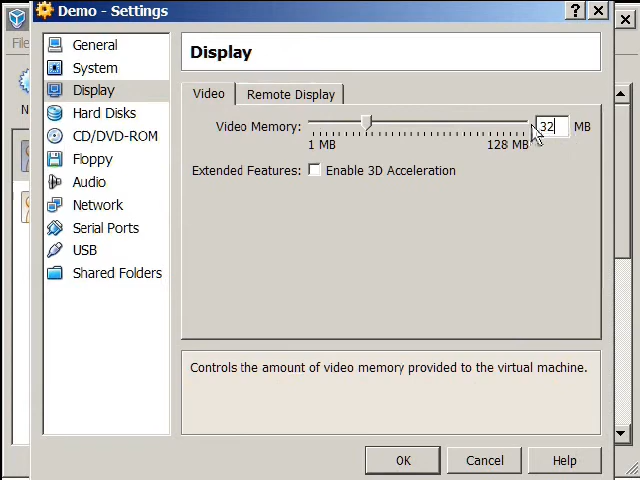 Demo - Settings
File
General
System
Display
Hard Disks
CD/DVD-ROM
Floppy
Audio
Network
Serial Ports
USB
Shared Folders
Display
Video
Remote Display
Video Memory:
32
MB
1 MB
128 MB
Extended Features:
Enable 3D Acceleration
Controls the amount of video memory provided to the virtual machine.
OK
Cancel
Help